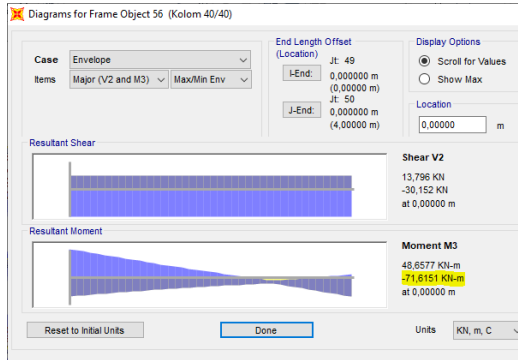 Diagrams for Frame Object 56 (Kolom 40/40)
Case
Envelope
Items
Major (V2 and M3)
Max/Min Env
End Length Offset
(Location)
Jt: 49
I-End:
0,000000 m
(0,00000 m)
Jt: 50
J-End:
0,000000 m
(4,00000 m)
Display Options
Scroll for Values
Show Max
Location
0,00000
m
Resultant Shear
Shear V2
13,796 KN
-30,152 KN
at 0,00000 m
Resultant Moment
Moment M3
48,6577 KN-m
-71,6151 KN-m
at 0,00000 m
Reset to Initial Units
Done
Units
KN, m, C